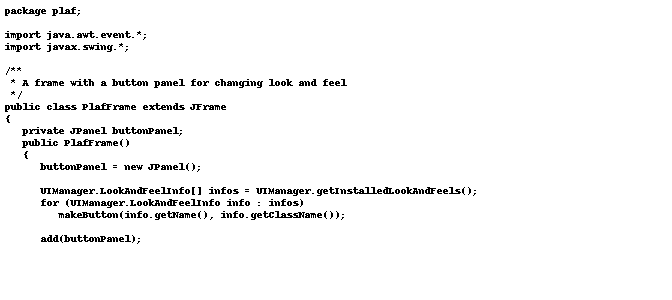 package plaf;

import java.awt.event.*;
import javax.swing.*;

/**
 * A frame with a button panel for changing look and feel
 */
public class PlafFrame extends JFrame
{
   private JPanel buttonPanel;
   public PlafFrame()
   {
      buttonPanel = new JPanel();

      UIManager.LookAndFeelInfo[] infos = UIManager.getInstalledLookAndFeels();
      for (UIManager.LookAndFeelInfo info : infos)
         makeButton(info.getName(), info.getClassName());

      add(buttonPanel);